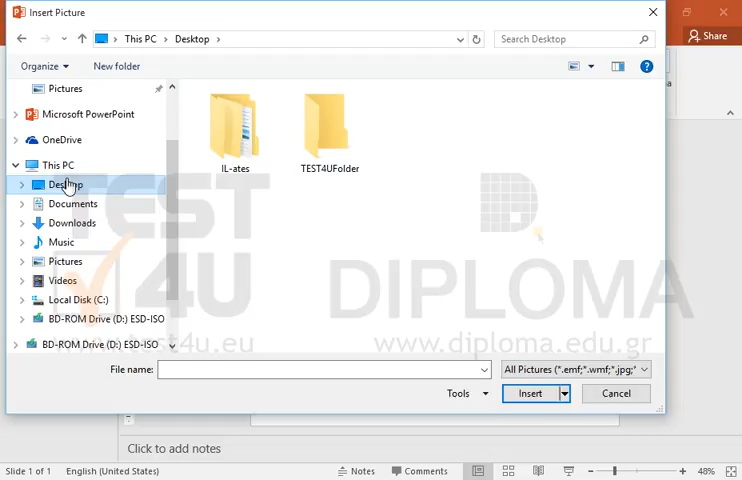 Insert Picture
This PC
Desktop
Search Desktop
Share
Organize
New folder
Pictures
Microsoft PowerPoint
OneDrive
This PC
Desktop
Documents
Downloads
Music
Pictures
Videos
Local Disk (C:)
BD-ROM Drive (D:) ESD-ISO
BD-ROM Drive (D:) ESD-ISO
IL-ates
TEST4UFolder
TEST
4U
www.test4u.eu
DIPLOMA
www.diploma.edu.gr
File name:
All Pictures (*.emf;*.wmf;*.jpg;*
Tools
Insert
Cancel
Click to add notes
Slide 1 of 1
English (United States)
Notes
Comments
48%